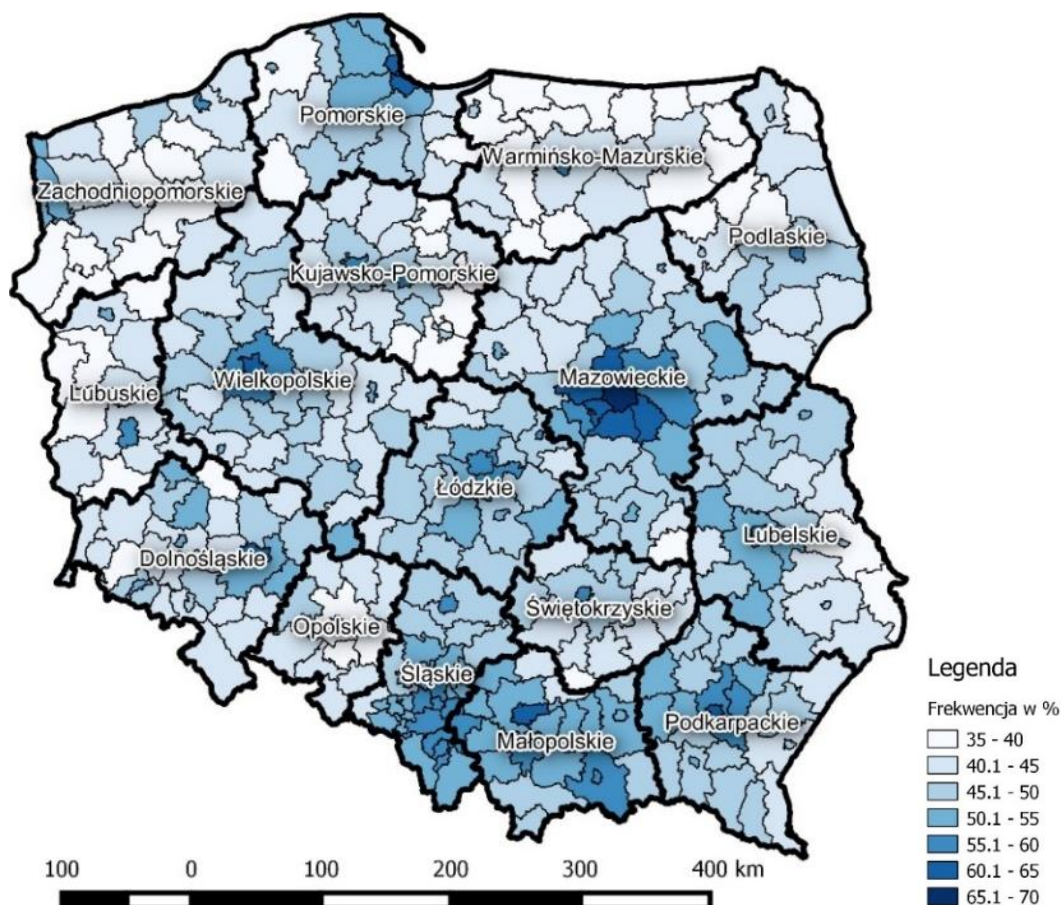 Pomorskie
Warmińsko-Mazurskie
Zachodniopomorskie
Podlaskie
Kujawsko-Pomorskie
Lubuskie
Wielkopolskie
Mazowieckie
Łódzkie
Lubelskie
Dolnośląskie
Świętokrzyskie
Opolskie
Śląskie
Małopolskie
Podkarpackie
Legenda
Frekwencja w %
35 - 40
40.1 - 45
45.1 - 50
50.1 - 55
55.1 - 60
60.1 - 65
65.1 - 70
100 0 100 200 300 400 km